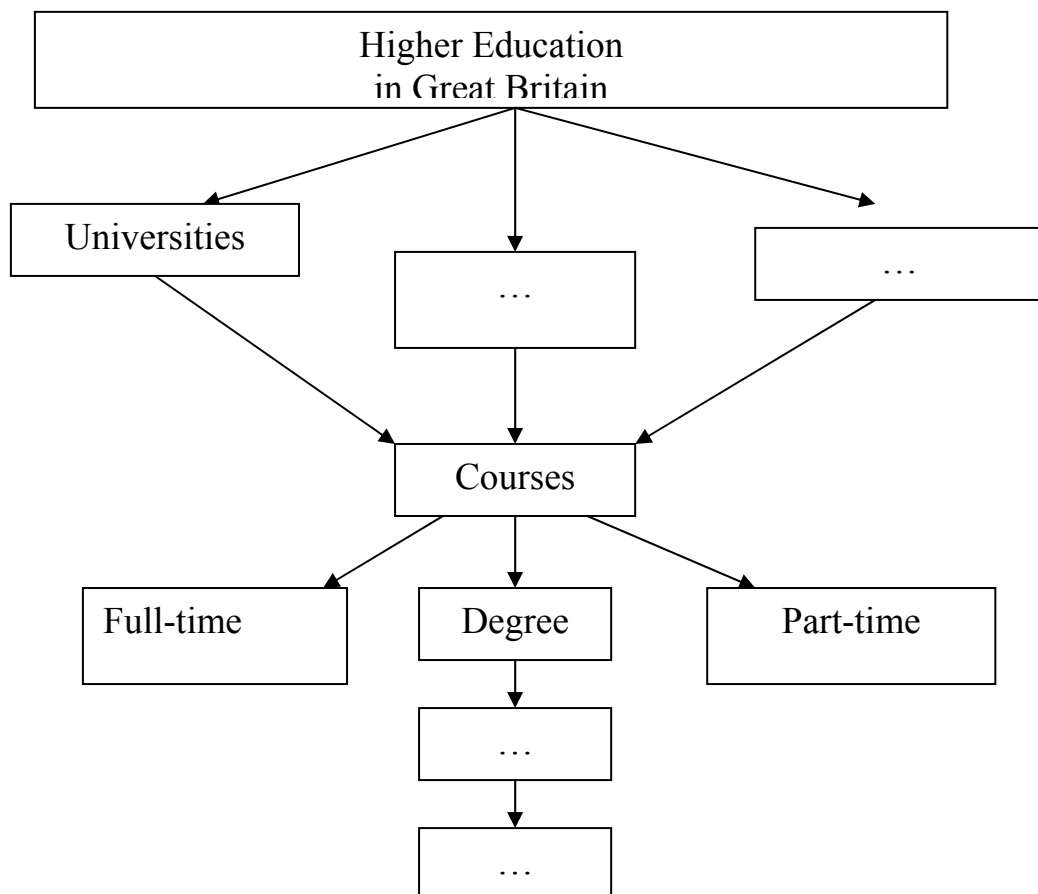 Higher Education
in Great Britain
Universities
…
…
Courses
Full-time
Degree
Part-time
…
…